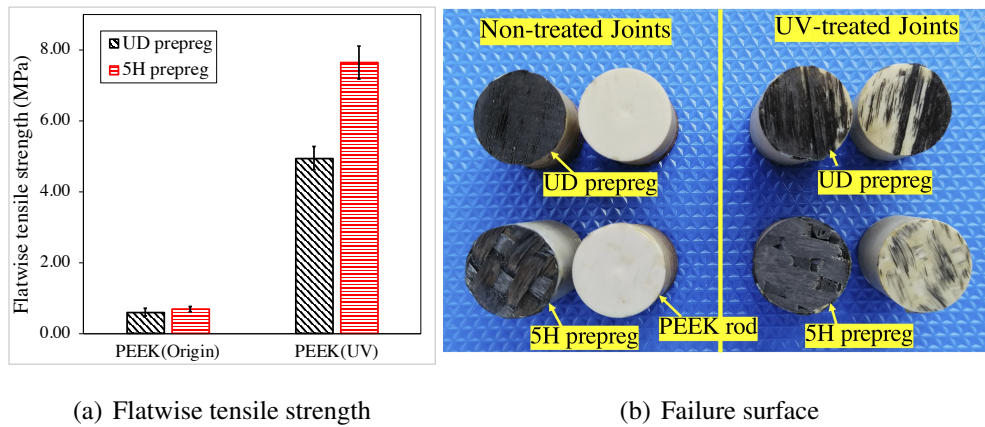 Flatwise tensile strength (MPa)
8.00
6.00
4.00
2.00
0.00
UD prepreg
5H prepreg
PEEK(Origin)
PEEK(UV)
(a) Flatwise tensile strength
Non-treated Joints
UV-treated Joints
UD prepreg
UD prepreg
5H prepreg
PEEK rod
5H prepreg
(b) Failure surface